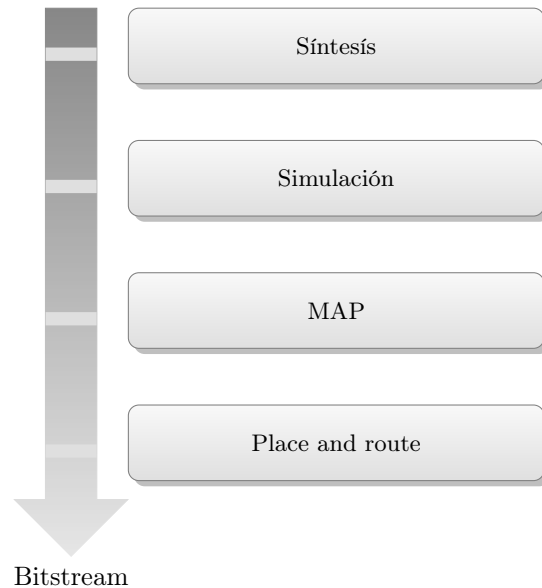 Síntesís
Simulación
MAP
Place and route
Bitstream